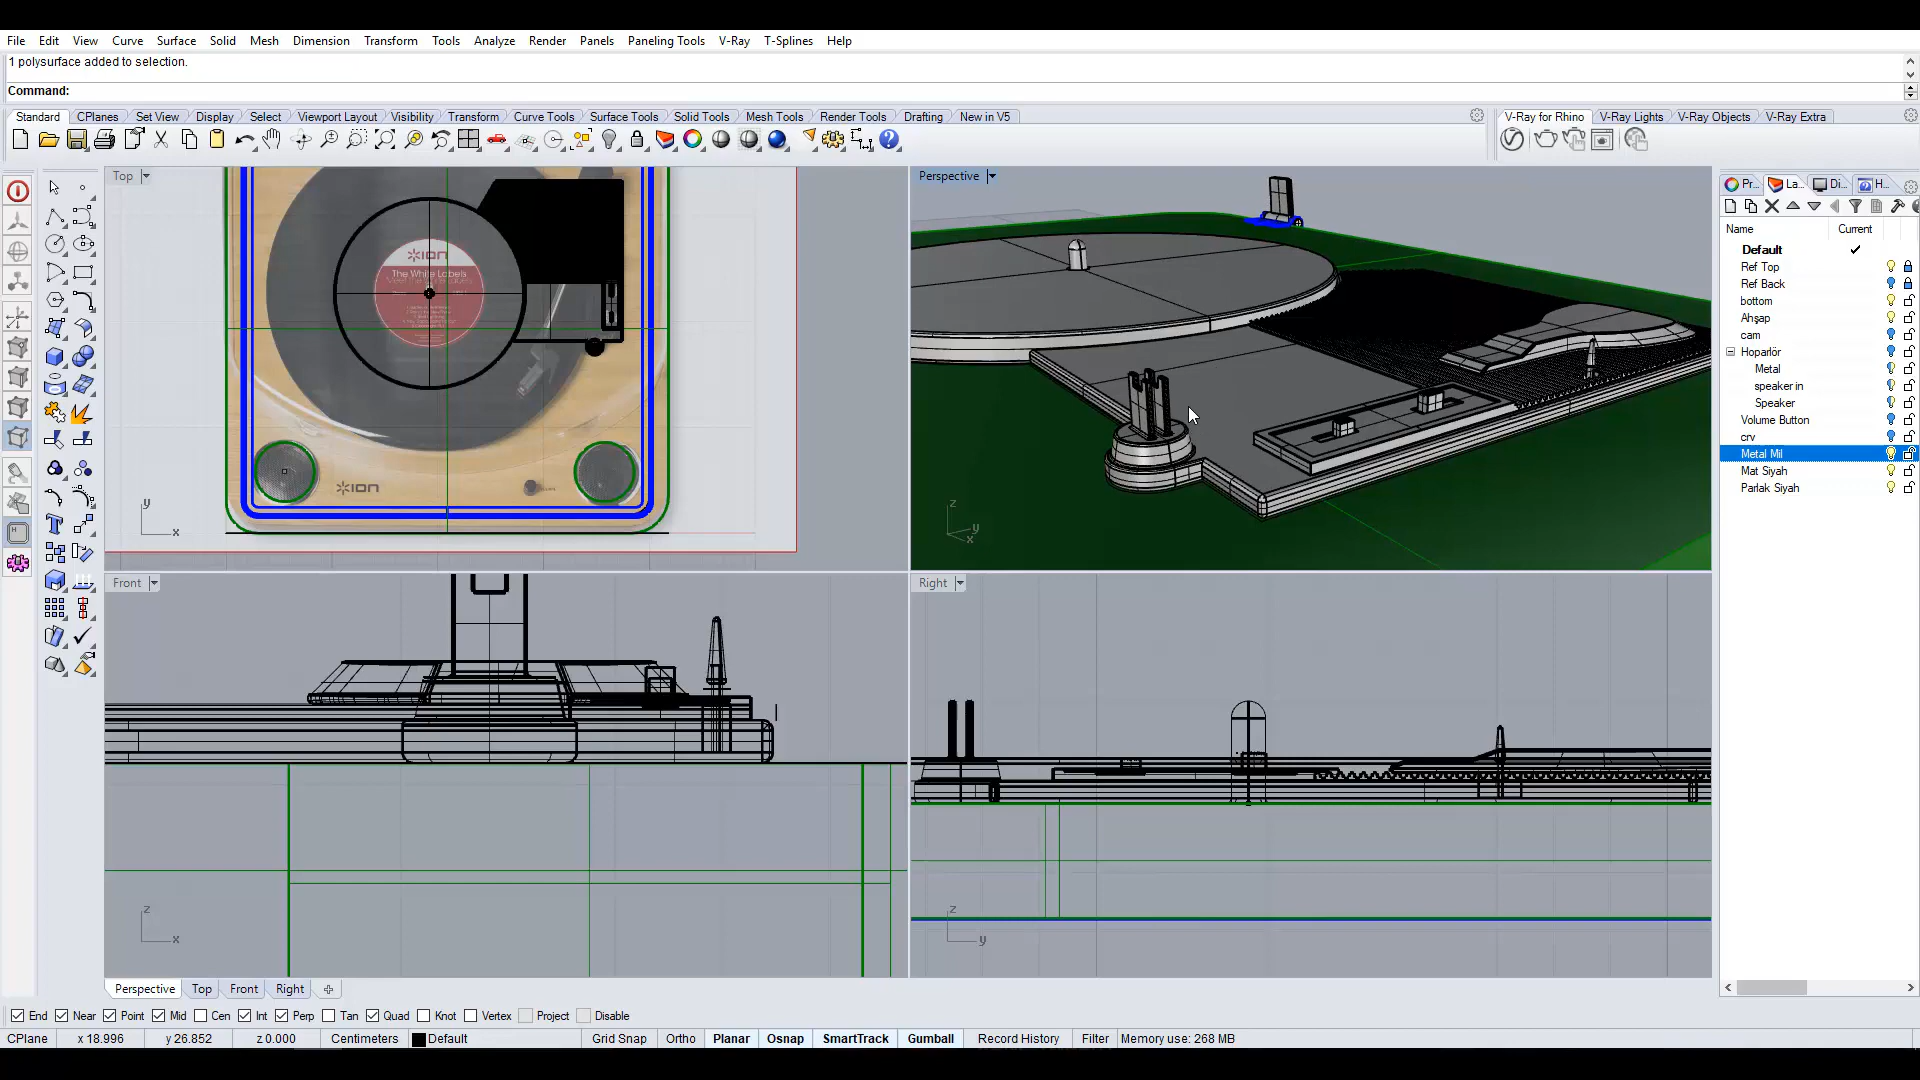 File Edit View Curve Surface Solid Mesh Dimension Transform Tools Analyze Render Panels Paneling Tools V-Ray T-Splines Help
1 polysurface added to selection.
Command:
Standard CPlanes Set View Display Select Viewport Layout Visibility Transform Curve Tools Surface Tools Solid Tools Mesh Tools Render Tools Drafting New in V5
V-Ray for Rhino V-Ray Lights V-Ray Objects V-Ray Extra
Top
Perspective
Pr... La... Di... H...
Name Current
Default
Ref Top
Ref Back
bottom
Ahşap
cam
Hoparlör
Metal
speaker in
Speaker
Volume Button
crv
Metal Mil
Mat Siyah
Parlak Siyah
ION
The White Labels
ION
y
x
z
y
x
Front
Right
z
x
z
y
Perspective Top Front Right
End Near Point Mid Cen Int Perp Tan Quad Knot Vertex Project Disable
CPlane x 18.996 y 26.852 z 0.000 Centimeters Default Grid Snap Ortho Planar Osnap SmartTrack Gumball Record History Filter Memory use: 268 MB